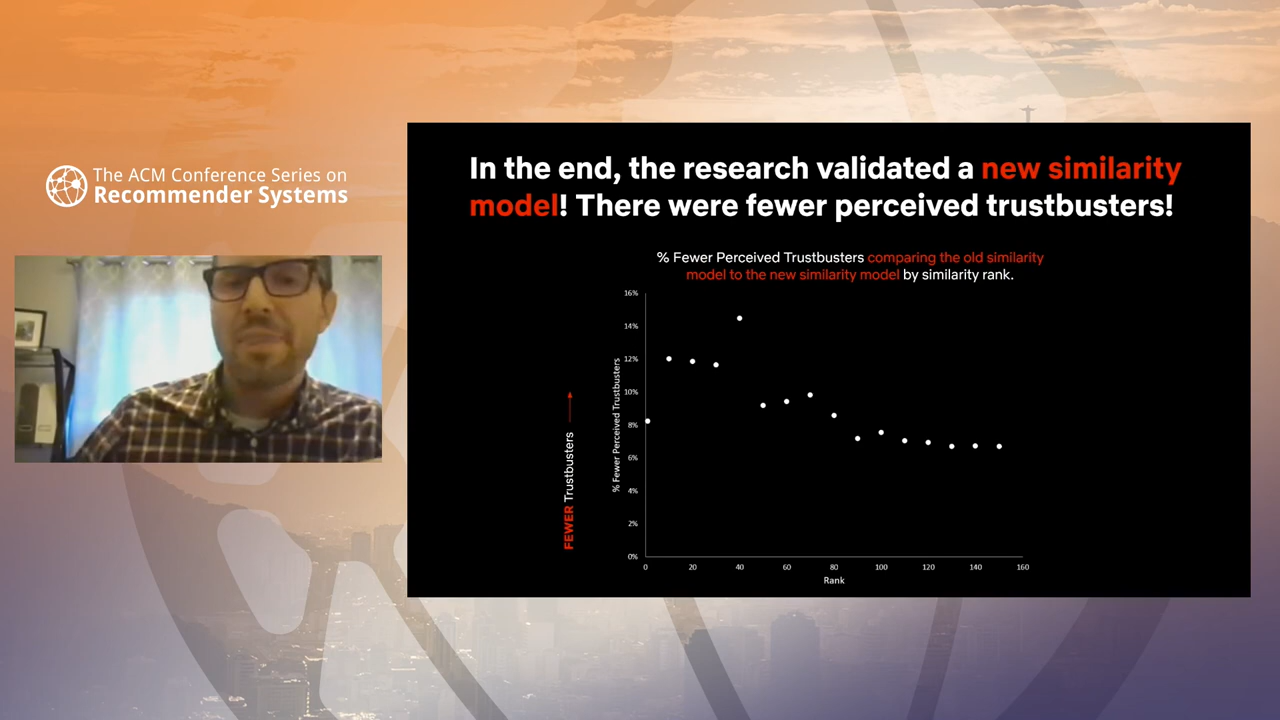 The ACM Conference Series on
Recommender Systems
In the end, the research validated a new similarity
model! There were fewer perceived trustbusters!
% Fewer Perceived Trustbusters comparing the old similarity
model to the new similarity model by similarity rank.
16%
14%
12%
10%
8%
6%
4%
2%
0%
% Fewer Perceived Trustbusters
FEWER Trustbusters
0 20 40 60 80 100 120 140 160
Rank